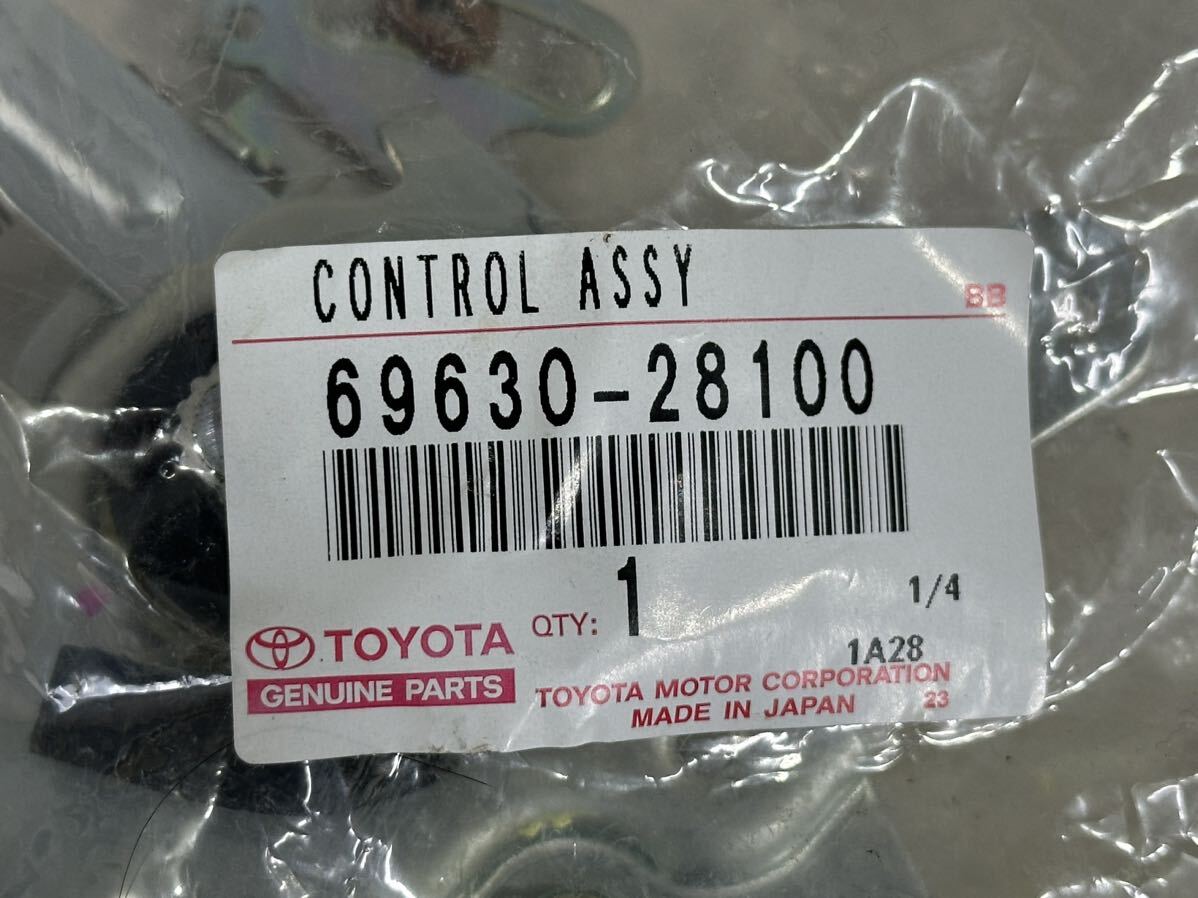 CONTROL ASSY
BB
69630-28100
QTY: 1
1/4
1A28
TOYOTA
GENUINE PARTS
TOYOTA MOTOR CORPORATION
MADE IN JAPAN 23